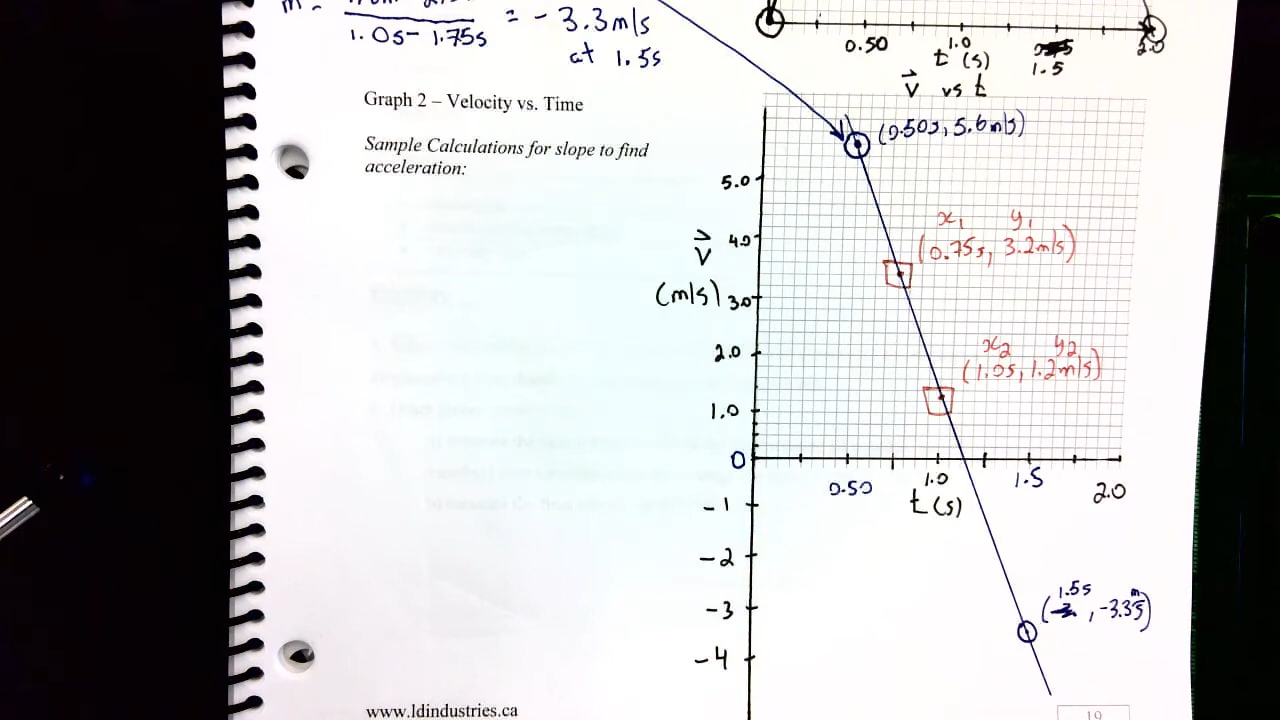 1.0s - 1.75s
= - 3.3m/s
at 1.5s
0.50
1.0
2.0
t (s)
1.5
V vs t
Graph 2 – Velocity vs. Time
Sample Calculations for slope to find
acceleration:
(0.50s, 5.6m/s)
5.0
x₁ y₁
(0.75s, 3.2m/s)
4.0
V
(m/s)
3.0
x₂ y₂
(1.0s, 1.2m/s)
2.0
1.0
0
0.50
1.0
1.5
2.0
t (s)
-1
-2
-3
-4
1.5s
( , -3.3 m/s)
www.ldindustries.ca
19